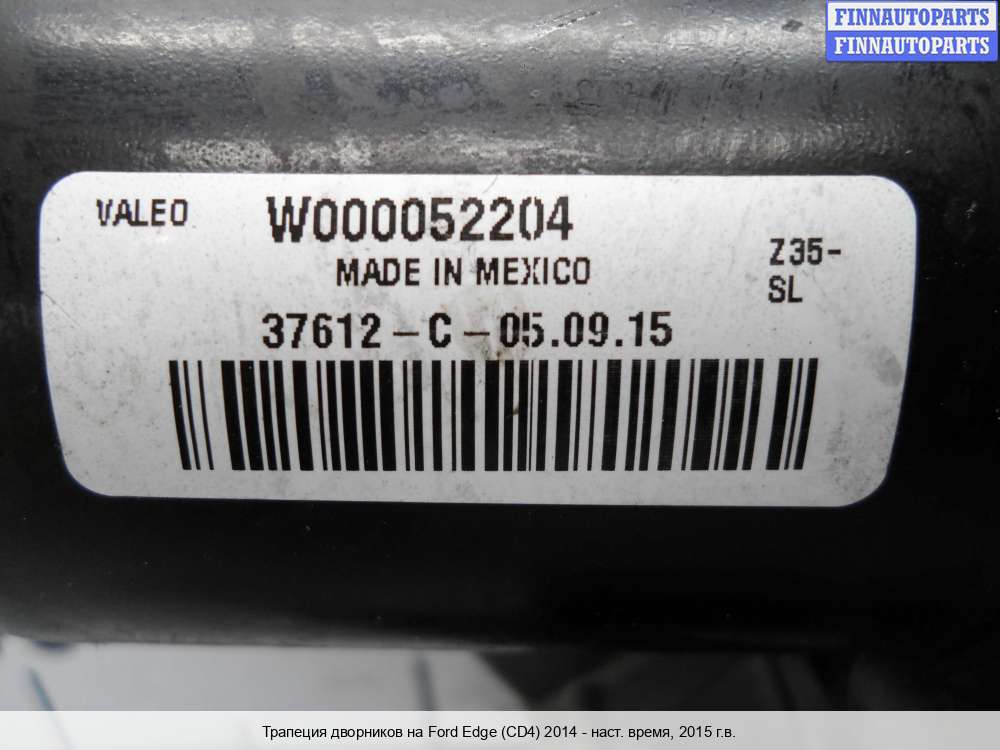 FINNAUTOPARTS
FINNAUTOPARTS
VALEO
W000052204
MADE IN MEXICO
Z35-
SL
37612-C-05.09.15
Трапеция дворников на Ford Edge (CD4) 2014 - наст. время, 2015 г.в.